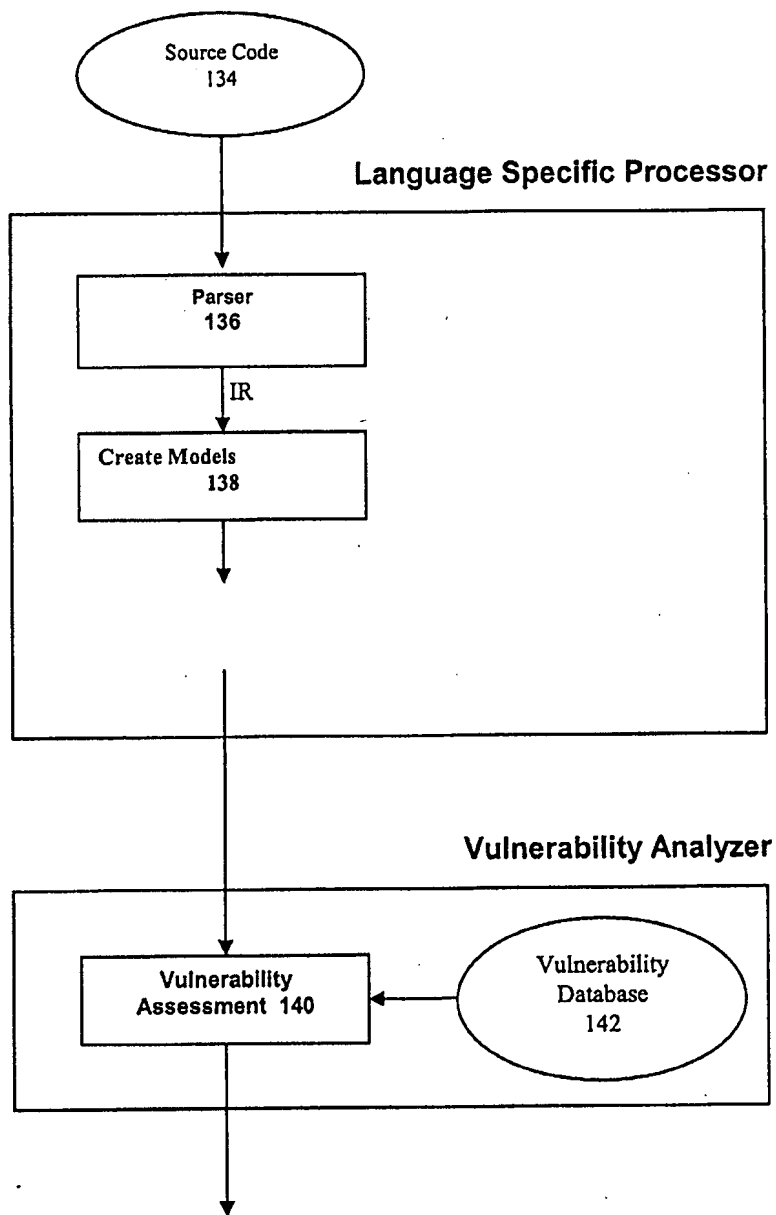 Source Code
134
Language Specific Processor
Parser
136
IR
Create Models
138
Vulnerability Analyzer
Vulnerability
Assessment 140
Vulnerability
Database
142